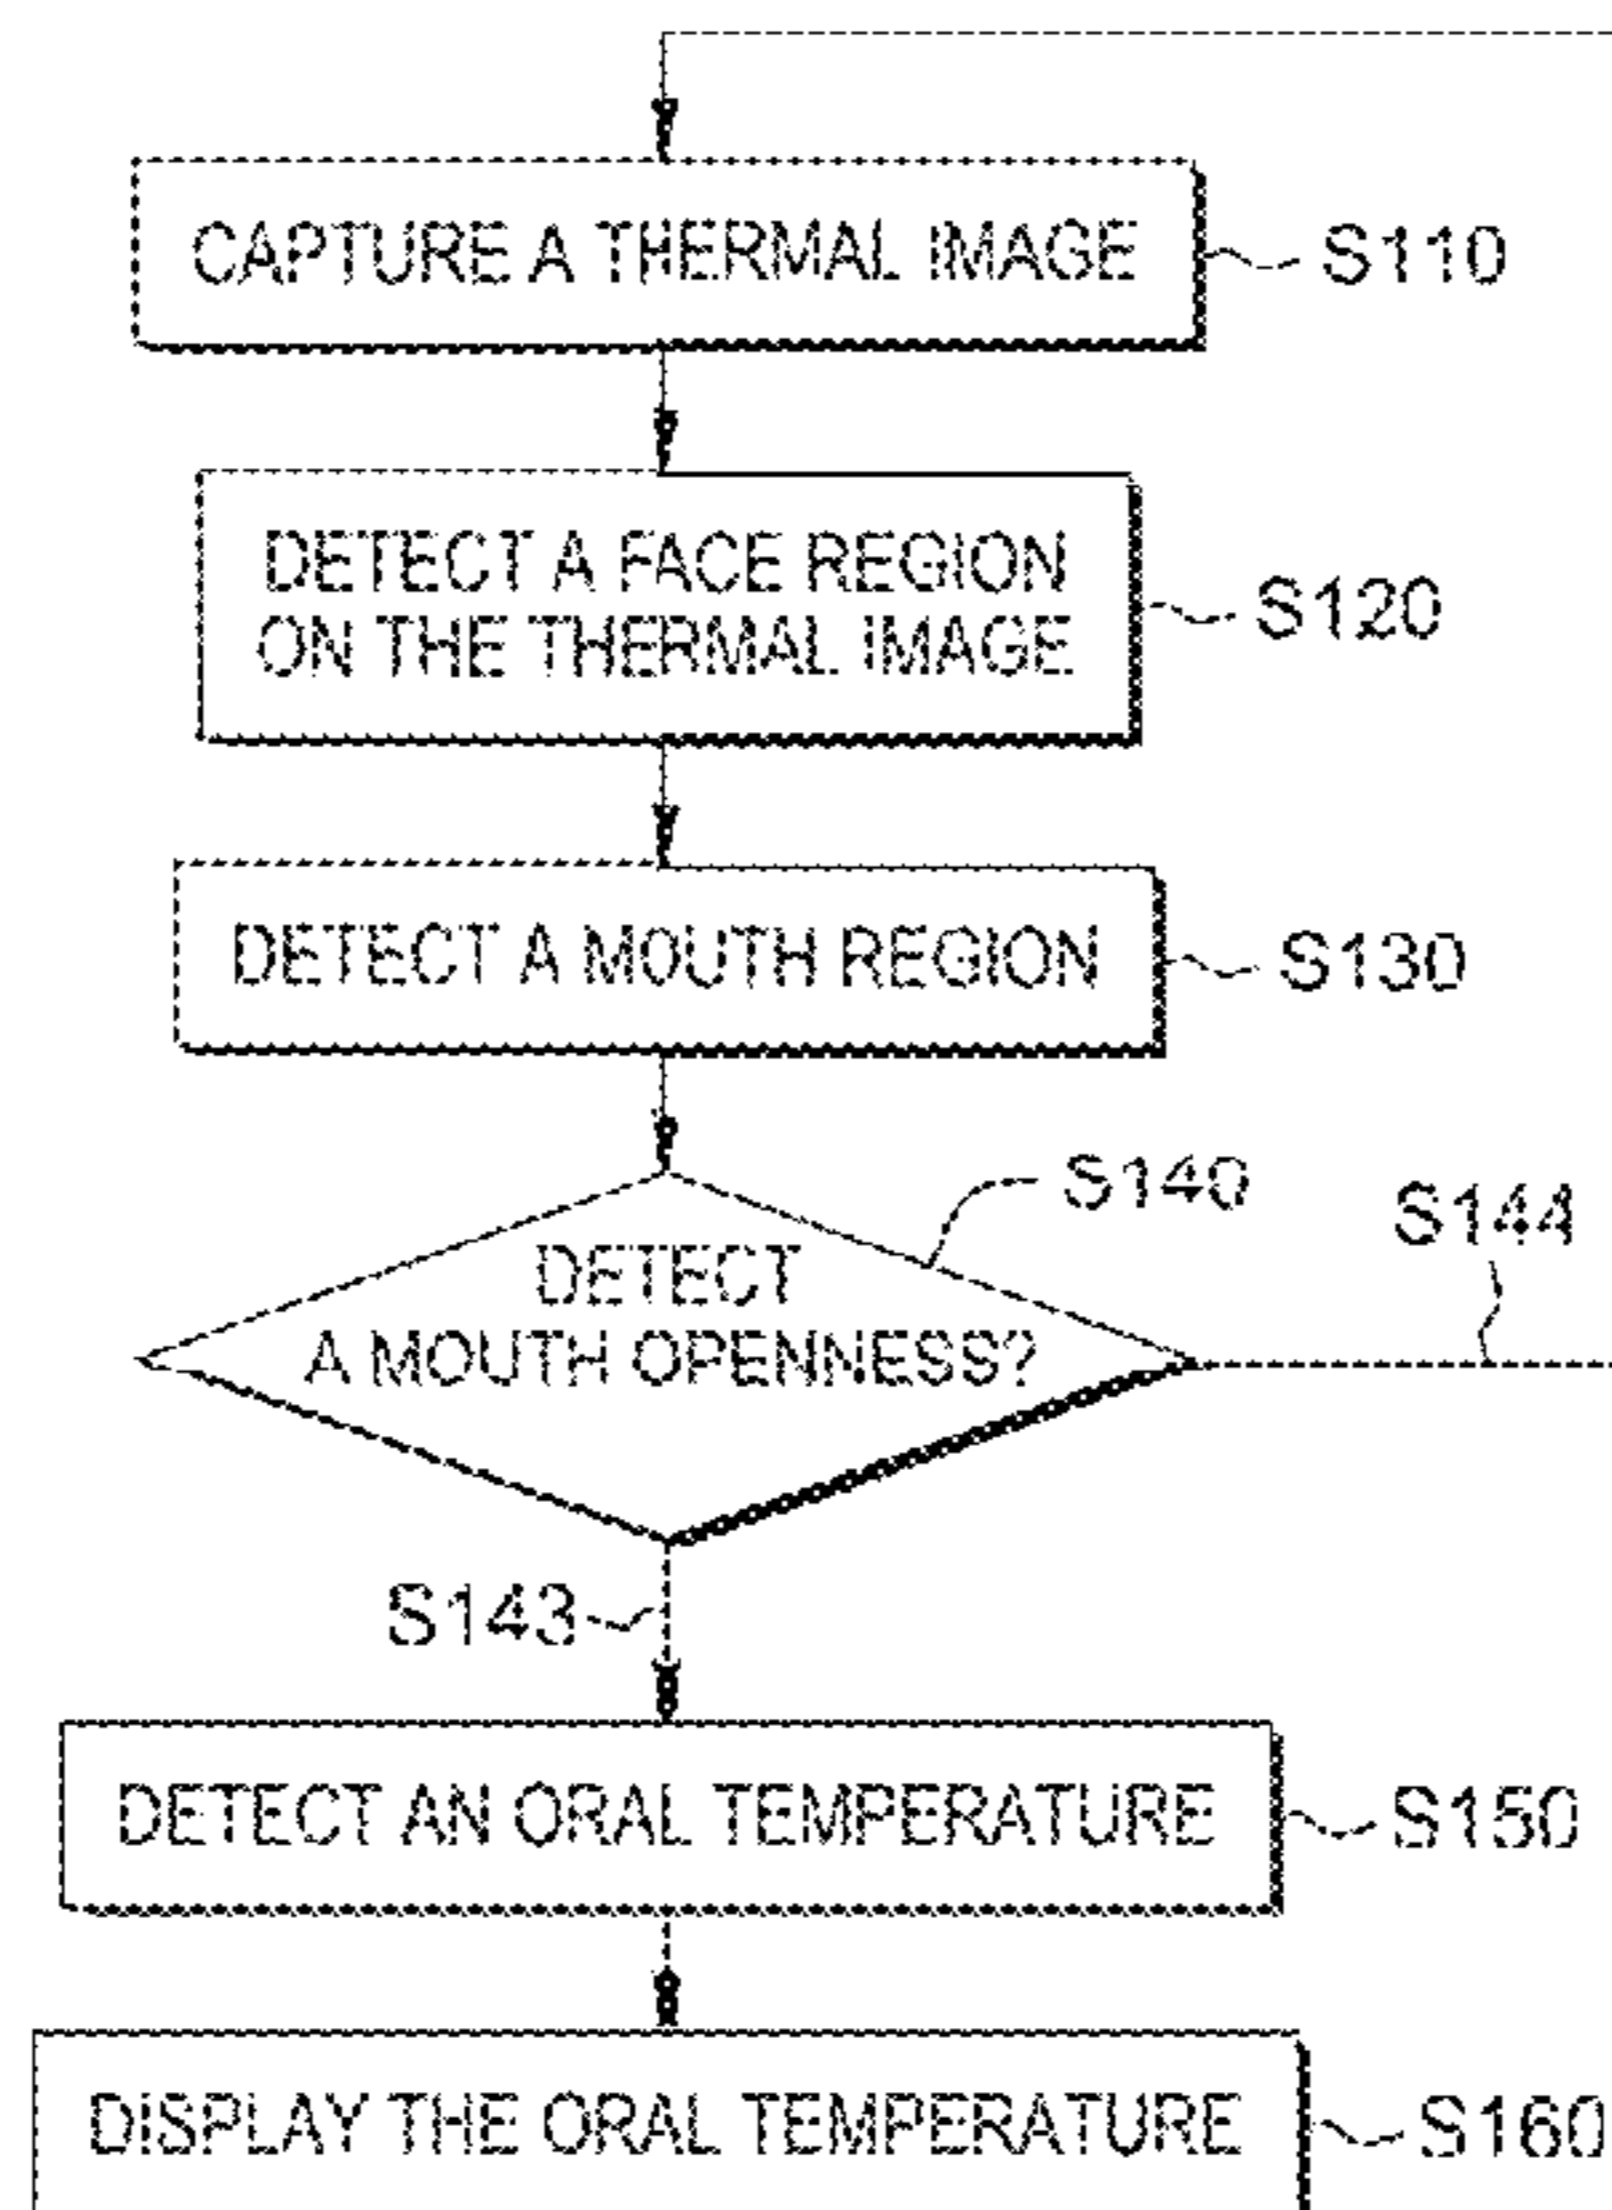 CAPTURE A THERMAL IMAGE
S110
DETECT A FACE REGION
ON THE THERMAL IMAGE
S120
DETECT A MOUTH REGION
S130
S140
DETECT
A MOUTH OPENNESS?
S144
S143
DETECT AN ORAL TEMPERATURE
S150
DISPLAY THE ORAL TEMPERATURE
S160